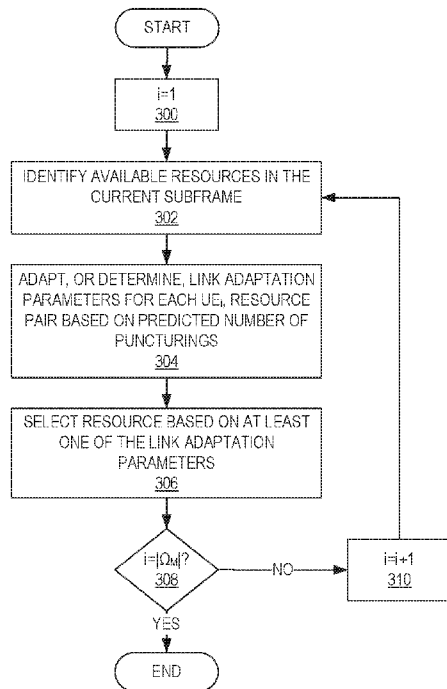 START
i=1
300
IDENTIFY AVAILABLE RESOURCES IN THE
CURRENT SUBFRAME
302
ADAPT, OR DETERMINE, LINK ADAPTATION
PARAMETERS FOR EACH UEi, RESOURCE
PAIR BASED ON PREDICTED NUMBER OF
PUNCTURINGS
304
SELECT RESOURCE BASED ON AT LEAST
ONE OF THE LINK ADAPTATION
PARAMETERS
306
i=|ΩM|?
308
NO
i=i+1
310
YES
END